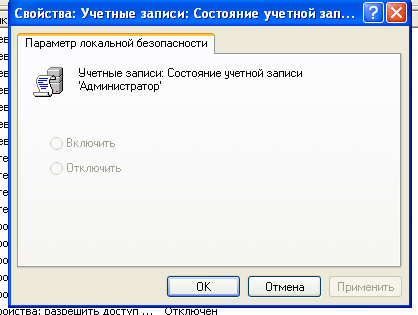 Свойства: Учетные записи: Состояние учетной зап...
Параметр локальной безопасности
Учетные записи: Состояние учетной записи
'Администратор'
Включить
Отключить
OK
Отмена
Применить
ройства: разрешить доступ ... Отключен